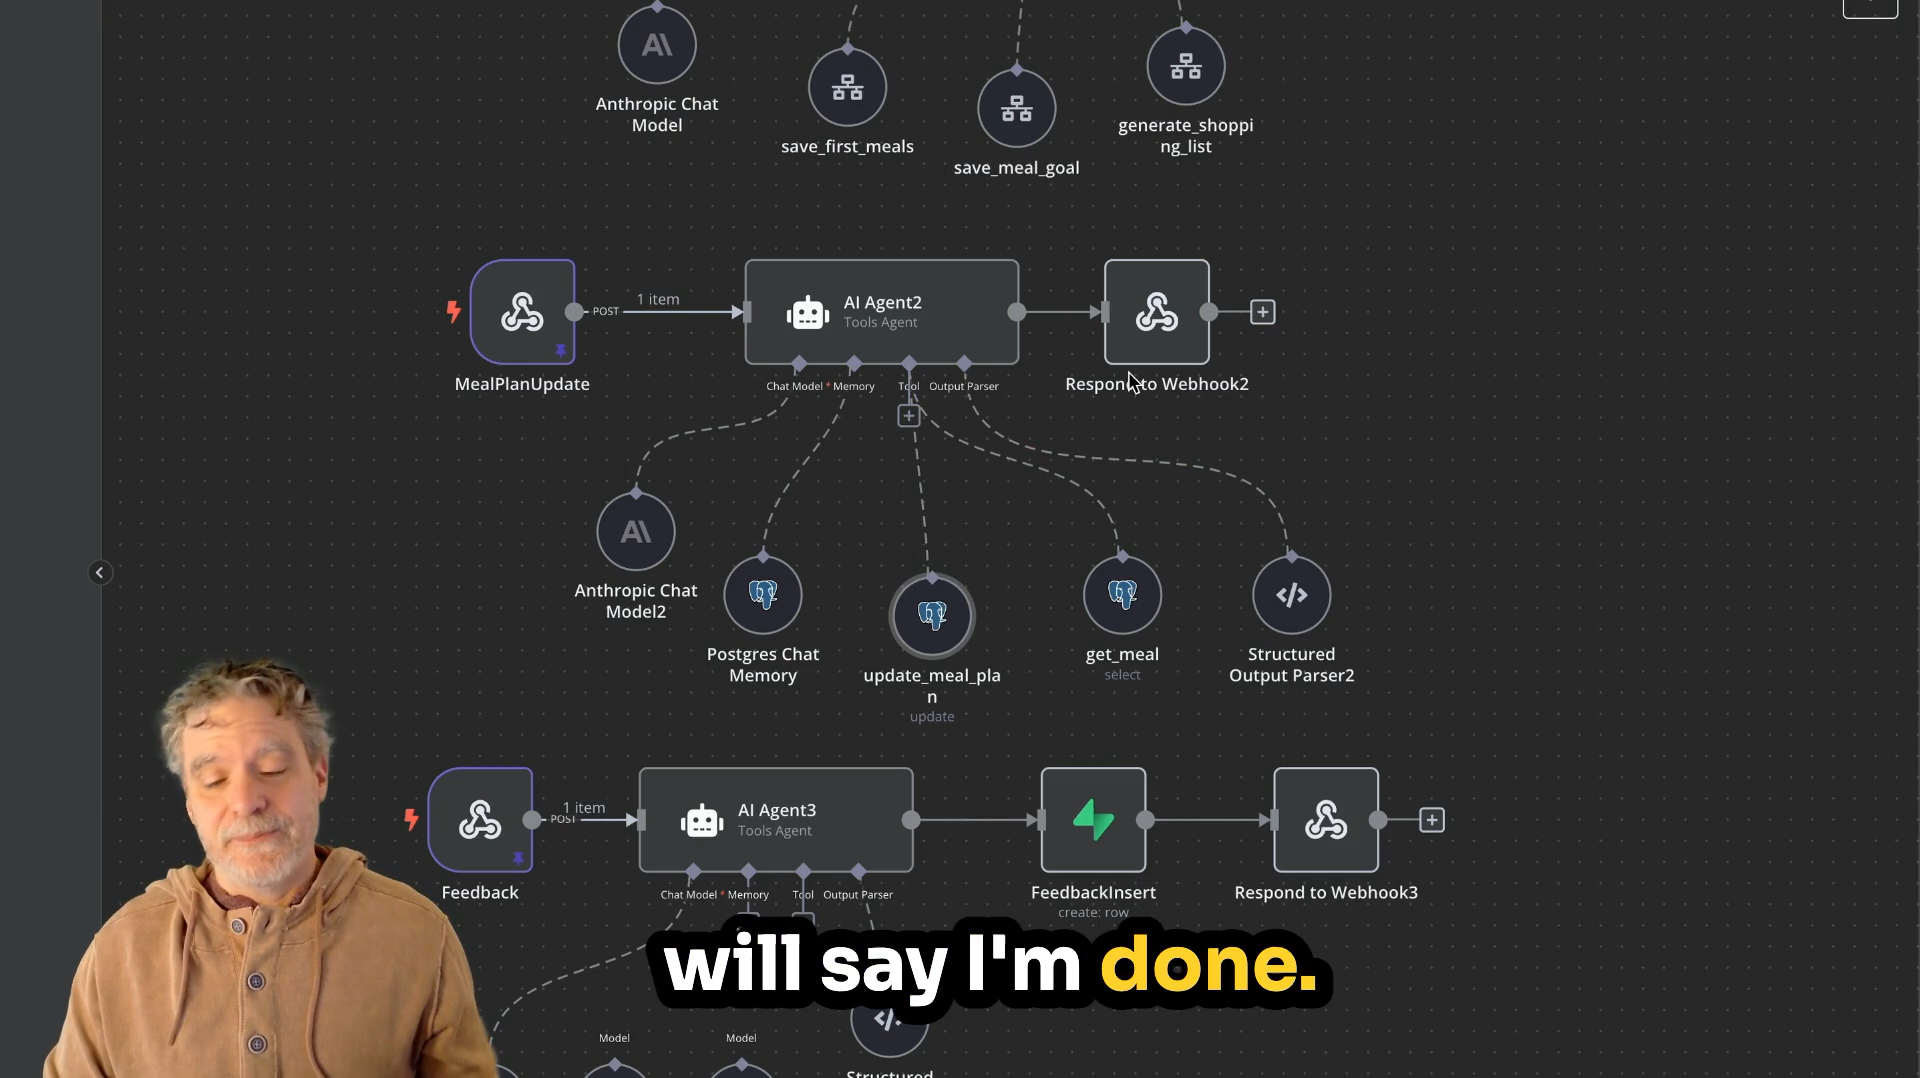 Anthropic Chat
Model
save_first_meals
save_meal_goal
generate_shoppi
ng_list
POST
1 item
AI Agent2
Tools Agent
MealPlanUpdate
Chat Model *
Memory
Tool
Output Parser
Respond to Webhook2
Anthropic Chat
Model2
Postgres Chat
Memory
update_meal_pla
n
update
get_meal
select
Structured
Output Parser2
POST
1 item
AI Agent3
Tools Agent
Feedback
Chat Model *
Memory
Tool
Output Parser
FeedbackInsert
create: row
Respond to Webhook3
will say I'm done.
Model
Model
Structured